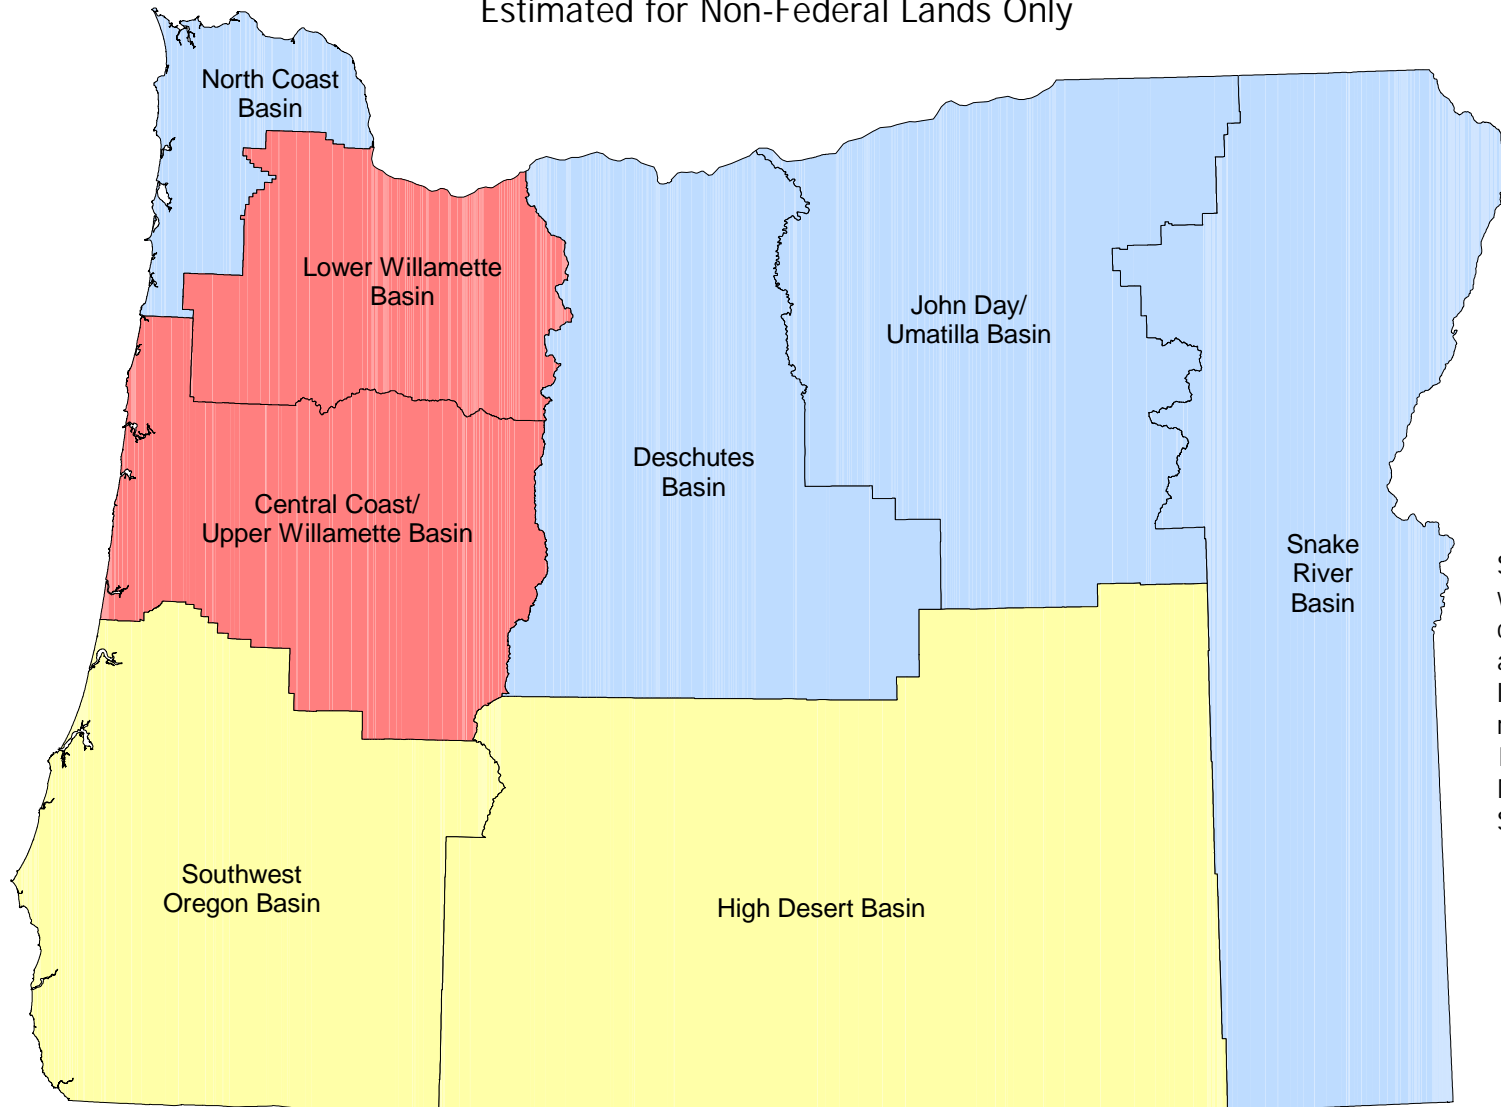 Estimated for Non-Federal Lands Only
North Coast
Basin
Lower Willamette
Basin
John Day/
Umatilla Basin
Deschutes
Basin
Central Coast/
Upper Willamette Basin
Snake
River
Basin
Southwest
Oregon Basin
High Desert Basin